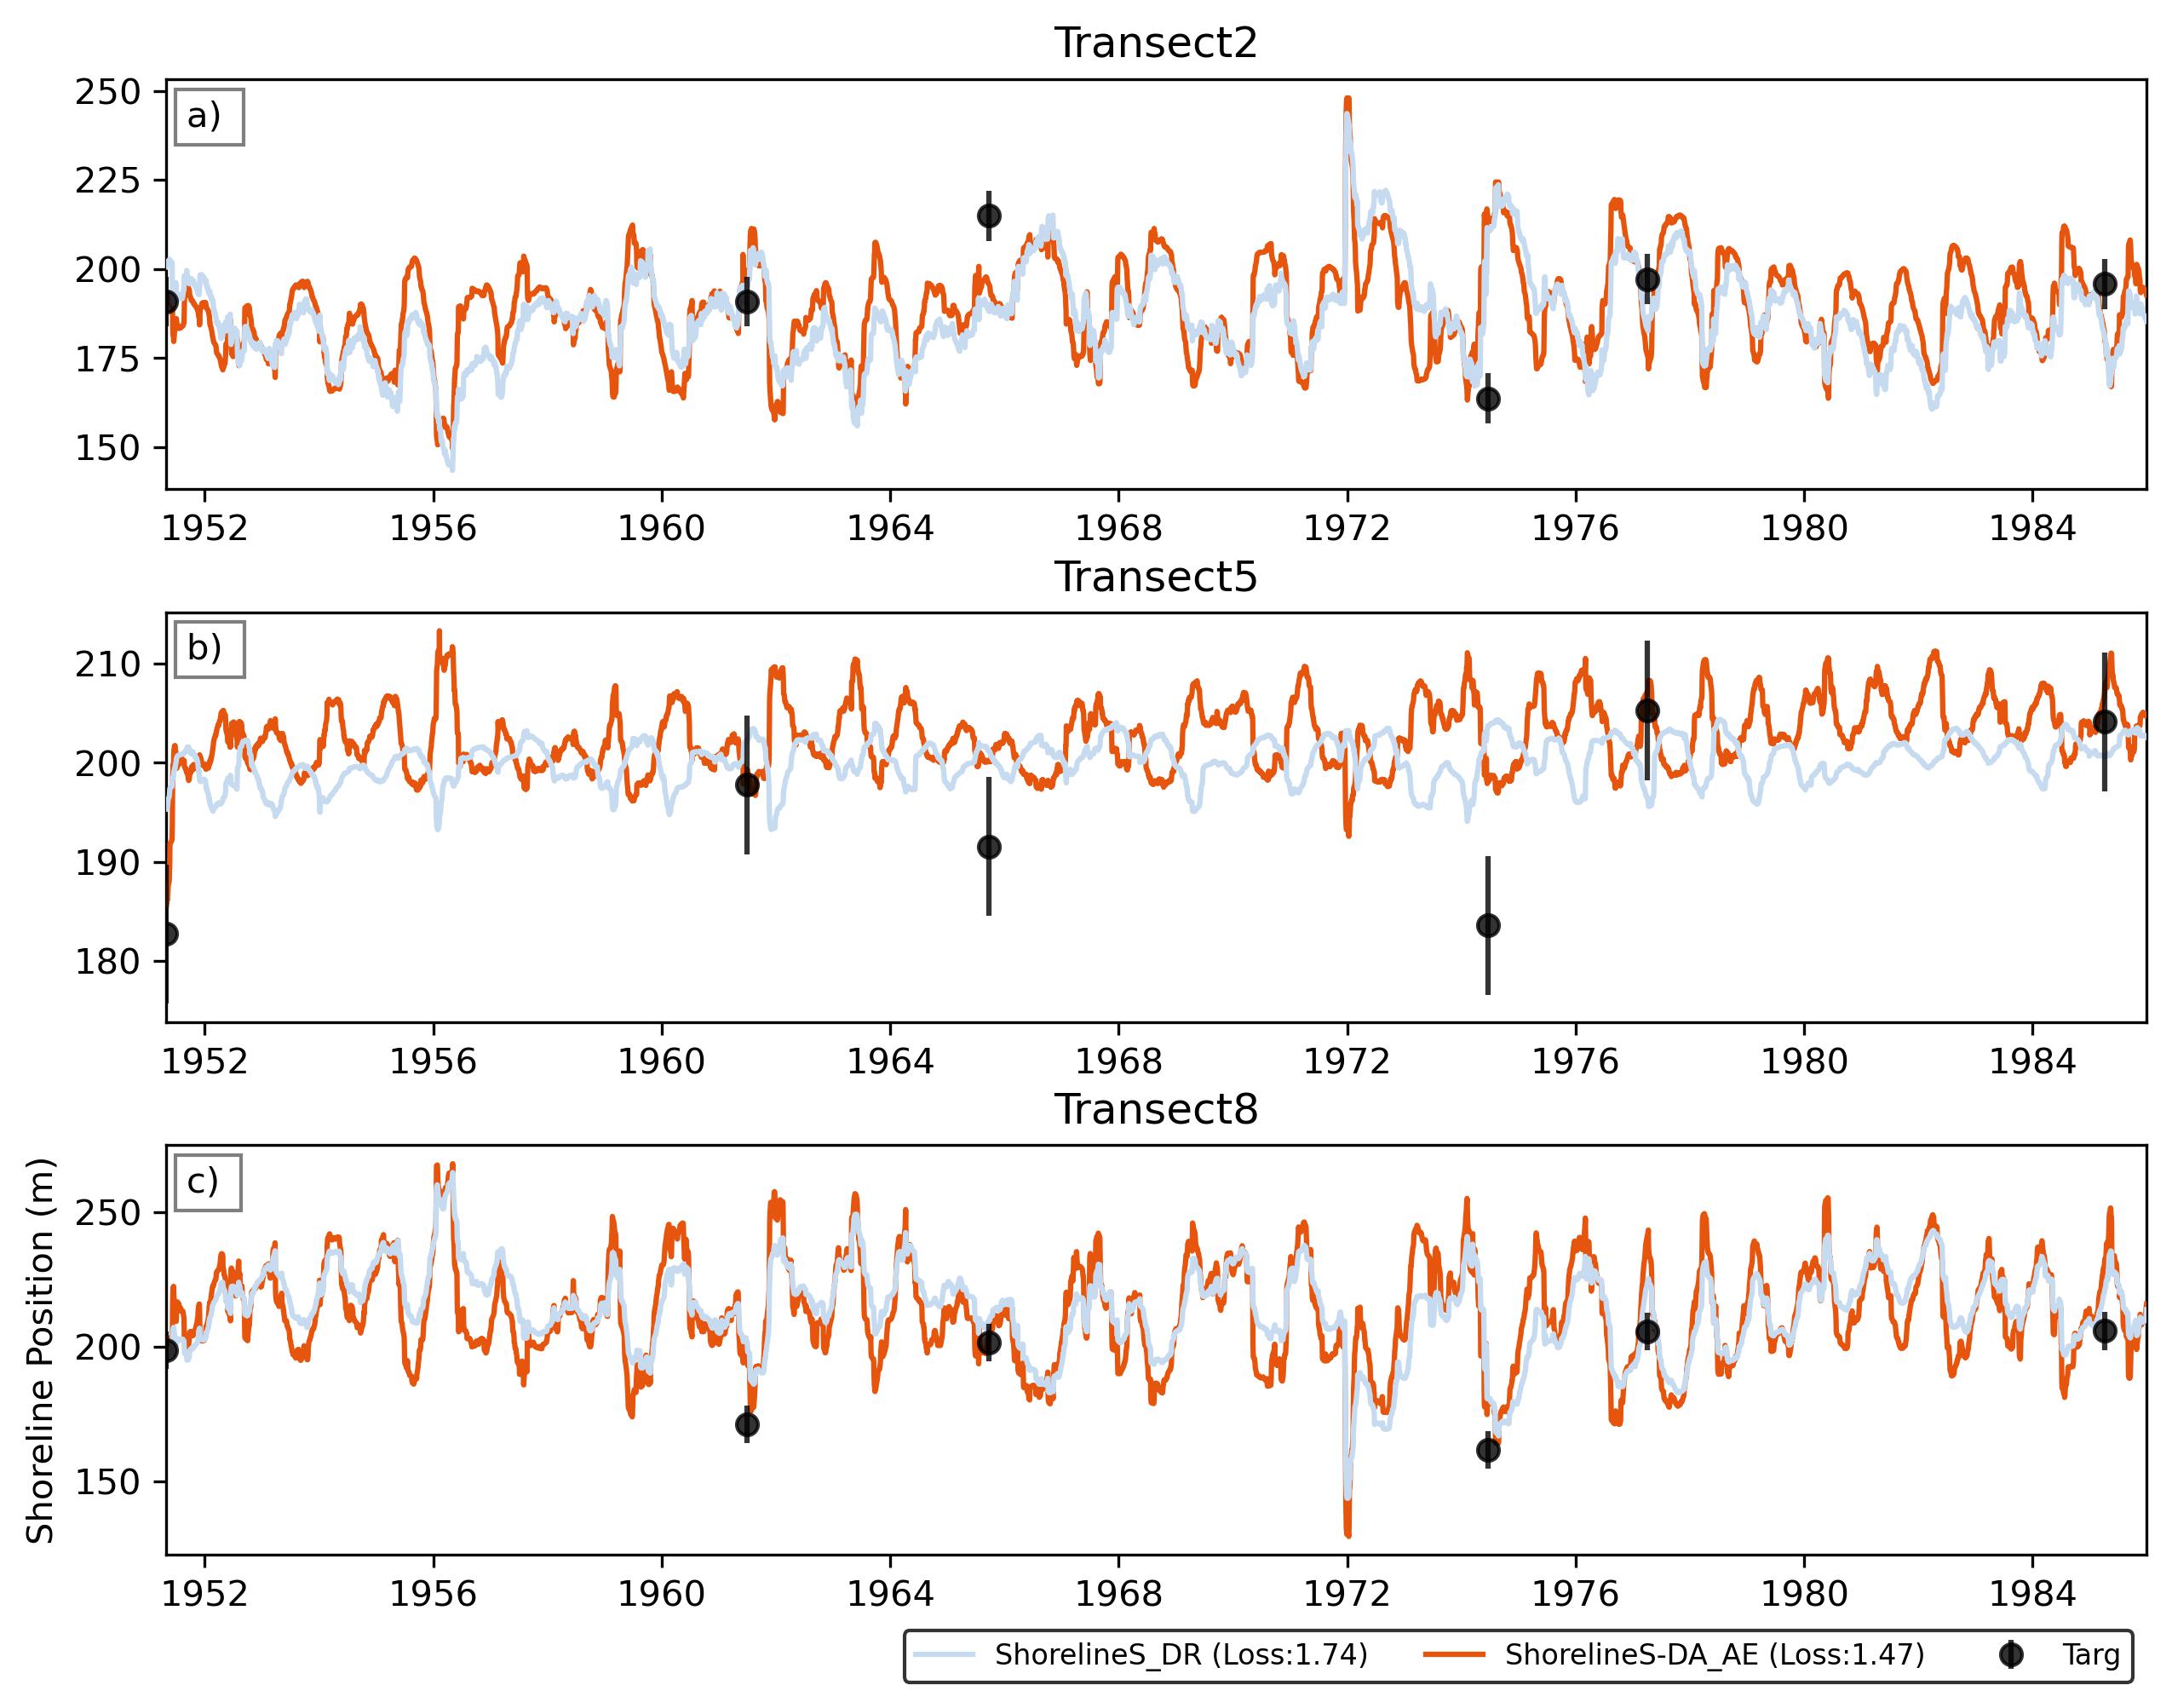 Transect2
a)
250
225
200
175
150
1952 1956 1960 1964 1968 1972 1976 1980 1984
Transect5
b)
210
200
190
180
1952 1956 1960 1964 1968 1972 1976 1980 1984
Transect8
c)
Shoreline Position (m)
250
200
150
1952 1956 1960 1964 1968 1972 1976 1980 1984
ShorelineS_DR (Loss:1.74) ShorelineS-DA_AE (Loss:1.47) Targ